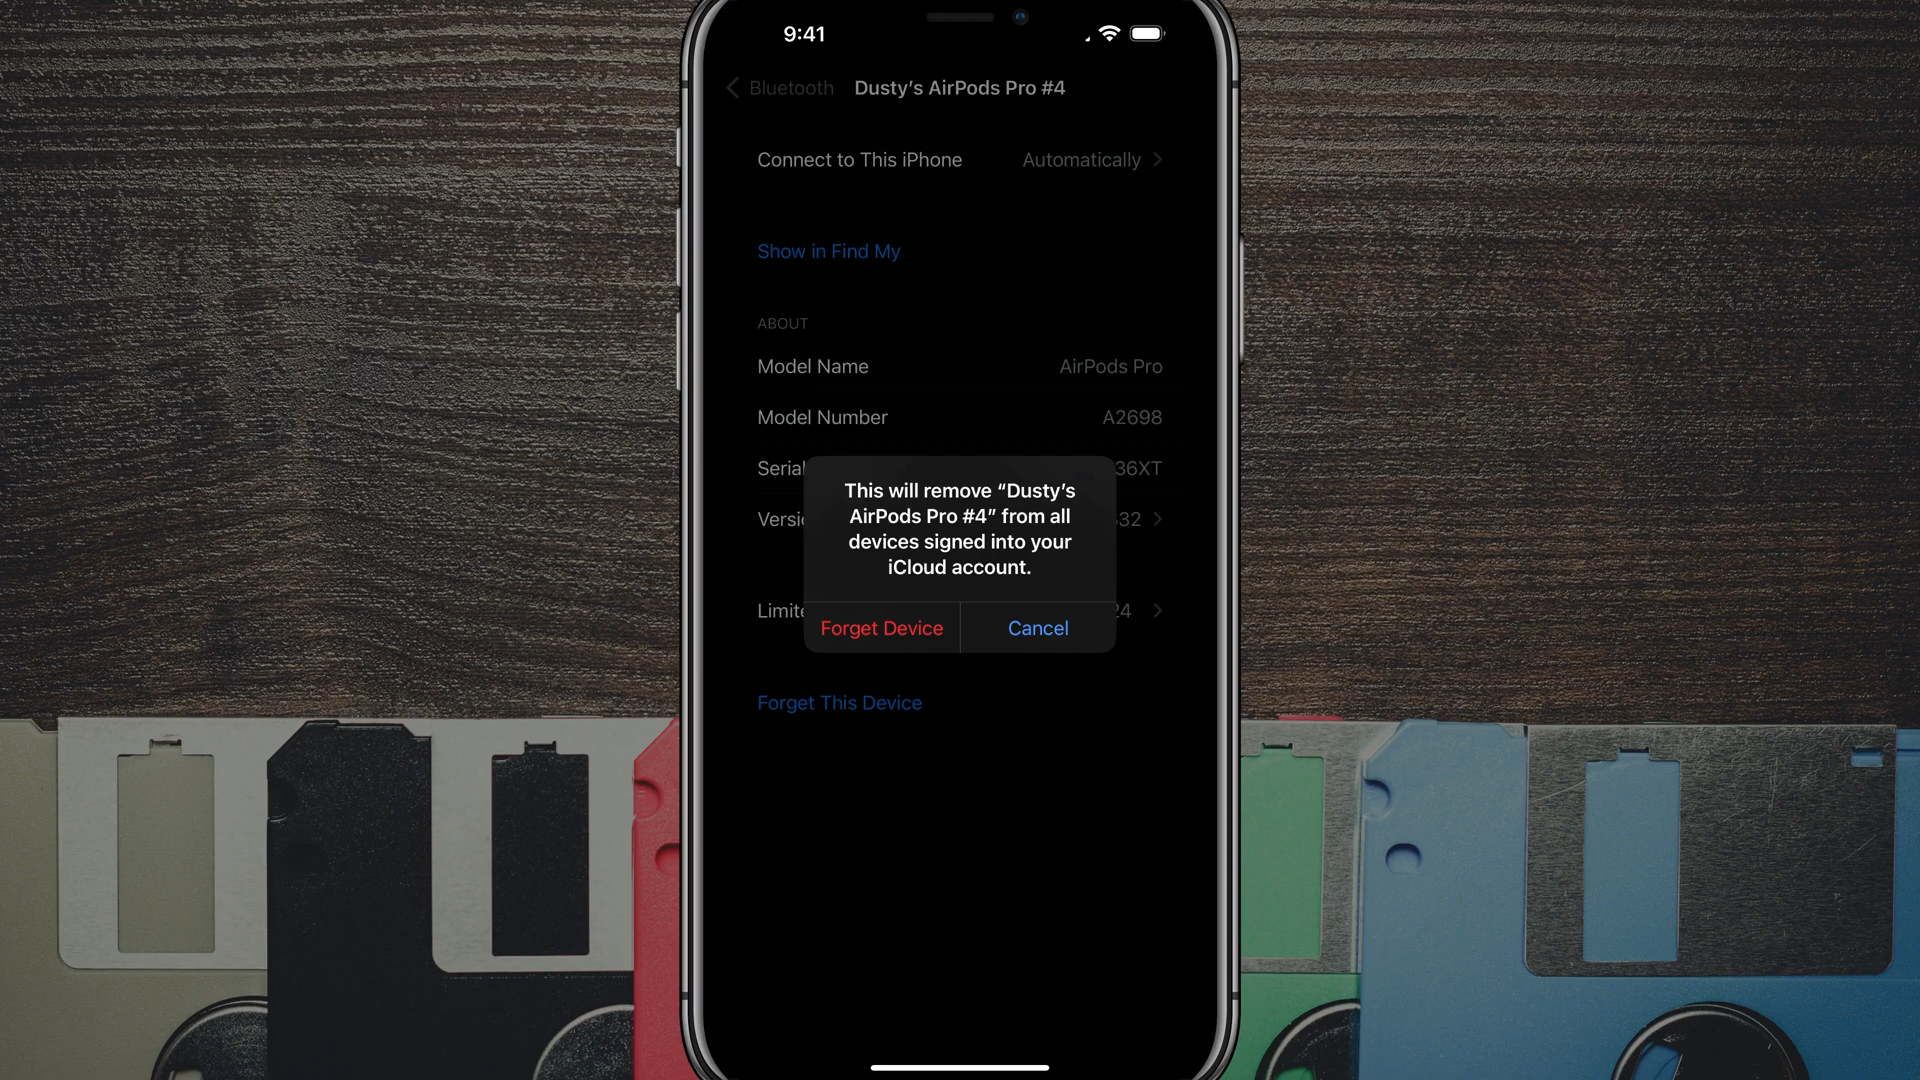 9:41
Bluetooth Dusty’s AirPods Pro #4
Connect to This iPhone Automatically
Show in Find My
ABOUT
Model Name AirPods Pro
Model Number A2698
Serial 36XT
This will remove “Dusty’s
AirPods Pro #4” from all
devices signed into your
iCloud account.
Forget Device Cancel
Forget This Device